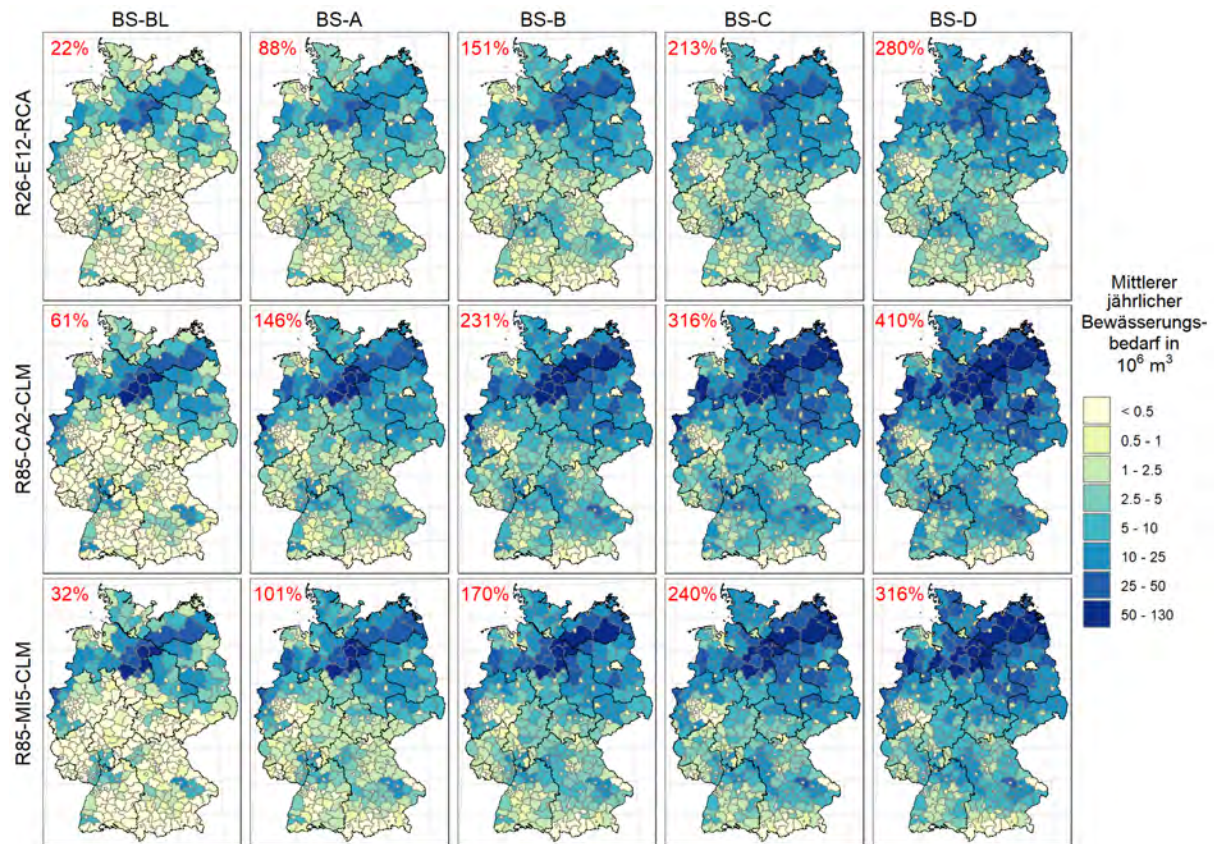 BS-BL BS-A BS-B BS-C BS-D
R26-E12-RCA
22% 88% 151% 213% 280%
R85-CA2-CLM
61% 146% 231% 316% 410%
R85-MI5-CLM
32% 101% 170% 240% 316%
Mittlerer
jährlicher
Bewässerungs-
bedarf in
10⁶ m³
< 0.5
0.5 - 1
1 - 2.5
2.5 - 5
5 - 10
10 - 25
25 - 50
50 - 130